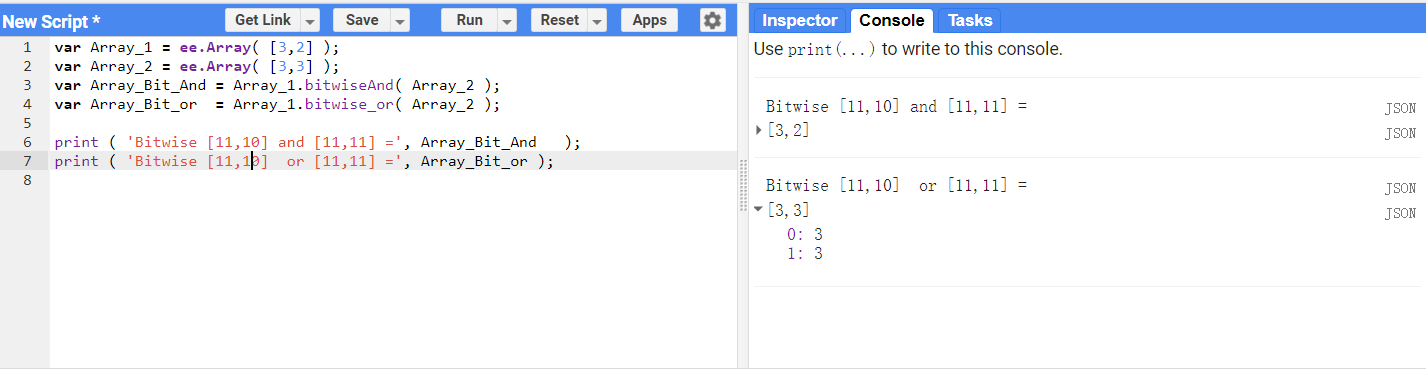 New Script *
Get Link
Save
Run
Reset
Apps
1 var Array_1 = ee.Array( [3,2] );
2 var Array_2 = ee.Array( [3,3] );
3 var Array_Bit_And = Array_1.bitwiseAnd( Array_2 );
4 var Array_Bit_or  = Array_1.bitwise_or( Array_2 );
5
6 print ( 'Bitwise [11,10] and [11,11] =', Array_Bit_And   );
7 print ( 'Bitwise [11,10]  or [11,11] =', Array_Bit_or );
8
Inspector
Console
Tasks
Use print(...) to write to this console.
Bitwise [11,10] and [11,11] =
JSON
[3,2]
JSON
Bitwise [11,10]  or [11,11] =
JSON
[3,3]
JSON
0: 3
1: 3